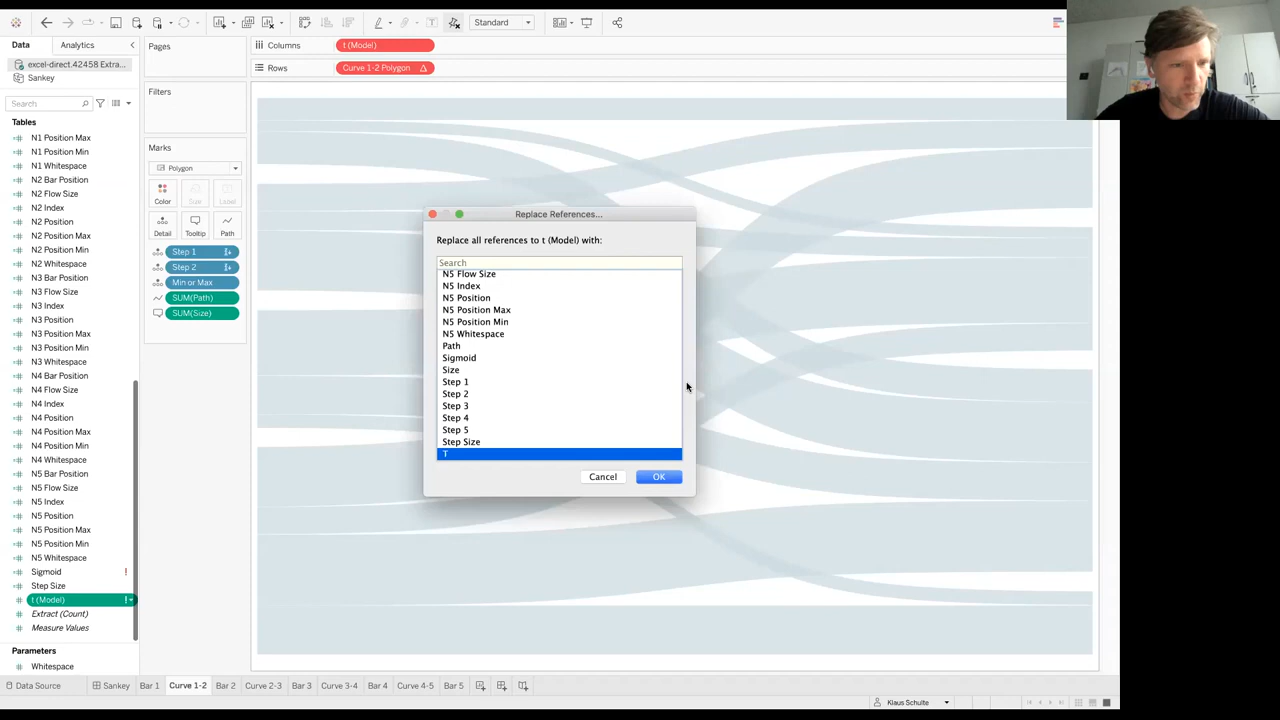 Standard
Data
Analytics
excel-direct.42458 Extra...
Sankey
Search
Tables
N1 Position Max
N1 Position Min
N1 Whitespace
N2 Bar Position
N2 Flow Size
N2 Index
N2 Position
N2 Position Max
N2 Position Min
N2 Whitespace
N3 Bar Position
N3 Flow Size
N3 Index
N3 Position
N3 Position Max
N3 Position Min
N3 Whitespace
N4 Bar Position
N4 Flow Size
N4 Index
N4 Position
N4 Position Max
N4 Position Min
N4 Whitespace
N5 Bar Position
N5 Flow Size
N5 Index
N5 Position
N5 Position Max
N5 Position Min
N5 Whitespace
Sigmoid !
Step Size
t (Model) !
Extract (Count)
Measure Values
Parameters
Whitespace
Pages
Filters
Marks
Polygon
Color
Size
Label
Detail
Tooltip
Path
Step 1
Step 2
Min or Max
SUM(Path)
SUM(Size)
Columns
t (Model)
Rows
Curve 1-2 Polygon
Replace References...
Replace all references to t (Model) with:
Search
N5 Flow Size
N5 Index
N5 Position
N5 Position Max
N5 Position Min
N5 Whitespace
Path
Sigmoid
Size
Step 1
Step 2
Step 3
Step 4
Step 5
Step Size
T
Cancel
OK
Data Source
Sankey
Bar 1
Curve 1-2
Bar 2
Curve 2-3
Bar 3
Curve 3-4
Bar 4
Curve 4-5
Bar 5
Klaus Schulte